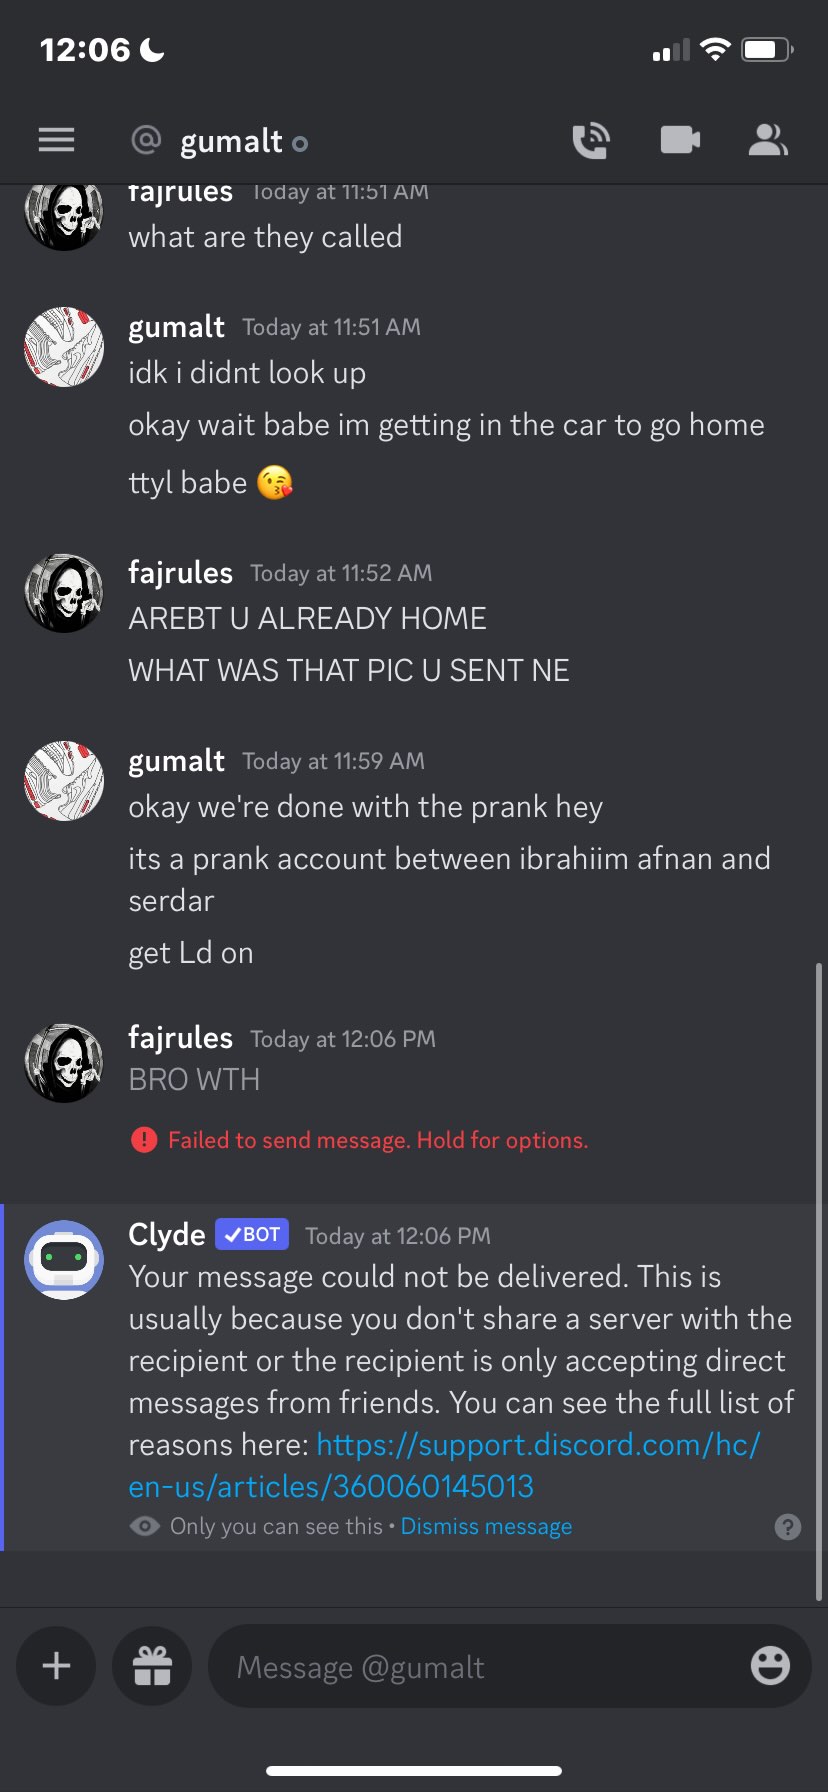 12:06
gumalt
fajrules Today at 11:51 AM
what are they called
gumalt Today at 11:51 AM
idk i didnt look up
okay wait babe im getting in the car to go home
ttyl babe 😘
fajrules Today at 11:52 AM
AREBT U ALREADY HOME
WHAT WAS THAT PIC U SENT NE
gumalt Today at 11:59 AM
okay we're done with the prank hey
its a prank account between ibrahiim afnan and
serdar
get Ld on
fajrules Today at 12:06 PM
BRO WTH
Failed to send message. Hold for options.
Clyde ✓BOT Today at 12:06 PM
Your message could not be delivered. This is
usually because you don't share a server with the
recipient or the recipient is only accepting direct
messages from friends. You can see the full list of
reasons here: https://support.discord.com/hc/
en-us/articles/360060145013
Only you can see this • Dismiss message
Message @gumalt